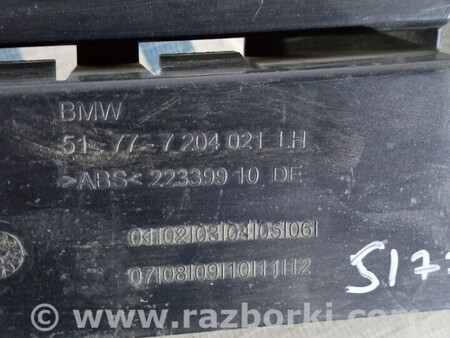 BMW
51-77-7 204 021 LH
>ABS< 223399 10 DE
01|02|03|04|05|06|
07|08|09|10|11|12
517
www.razborki.com